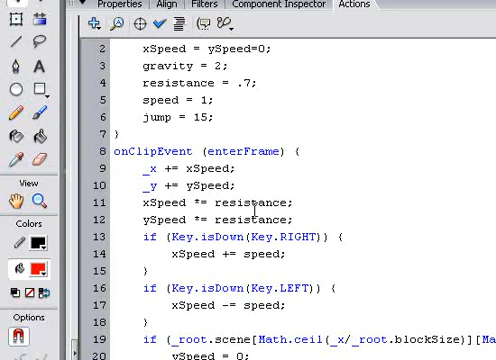 Properties Align Filters Component Inspector Actions
2 xSpeed = ySpeed=0;
3 gravity = 2;
4 resistance = .7;
5 speed = 1;
6 jump = 15;
7 }
8 onClipEvent (enterFrame) {
9 _x += xSpeed;
10 _y += ySpeed;
11 xSpeed *= resistance;
12 ySpeed *= resistance;
13 if (Key.isDown(Key.RIGHT)) {
14 xSpeed += speed;
15 }
16 if (Key.isDown(Key.LEFT)) {
17 xSpeed -= speed;
18 }
19 if (_root.scene[Math.ceil(_x/_root.blockSize)][Ma
20 ySpeed = 0;
A
View
Colors
Options